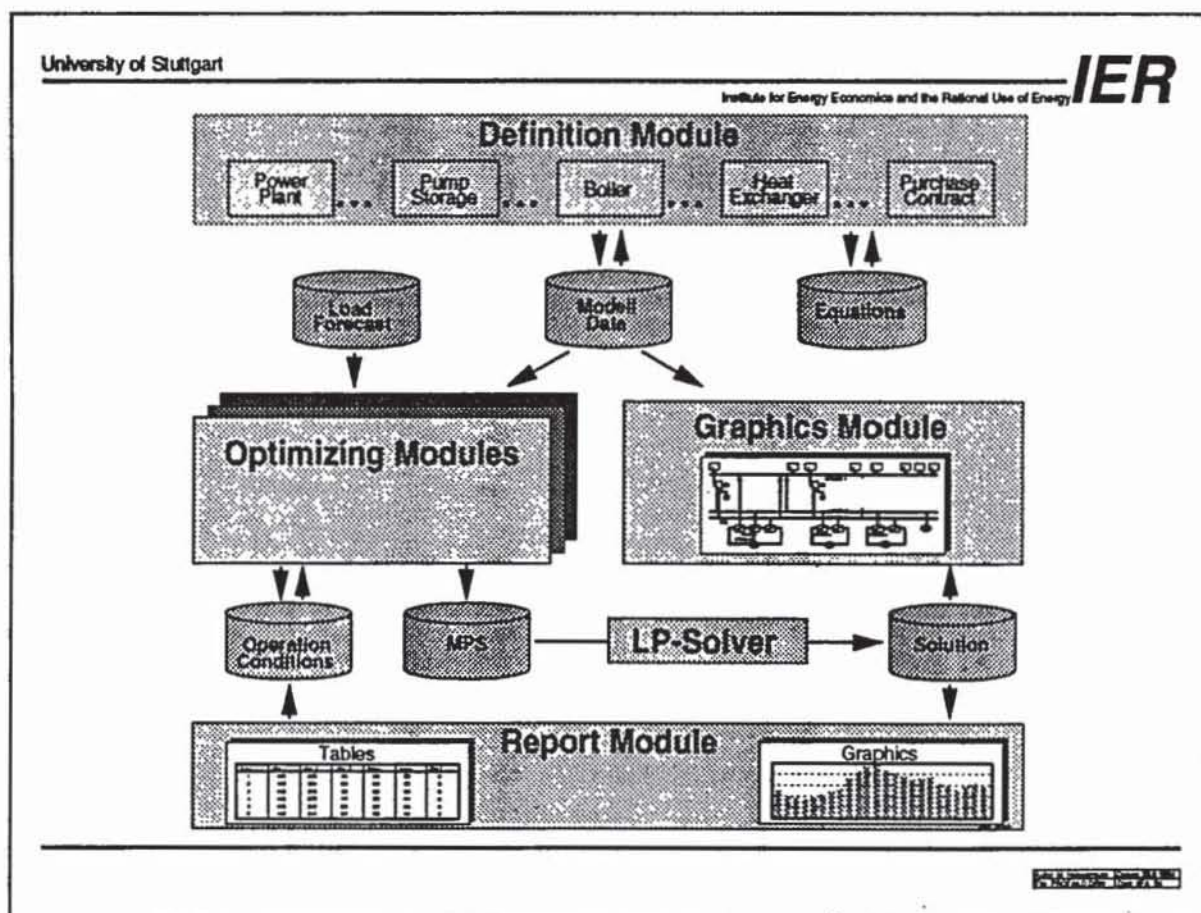 University of Stuttgart
IER
Institute for Energy Economics and the Rational Use of Energy
Definition Module
Power
Plant
...
Pump
Storage
...
Boiler
...
Heat
Exchanger
...
Purchase
Contract
Load
Forecast
Modell
Data
Equations
Optimizing Modules
Graphics Module
Operation
Conditions
MPS
LP-Solver
Solution
Report Module
Tables
Graphics